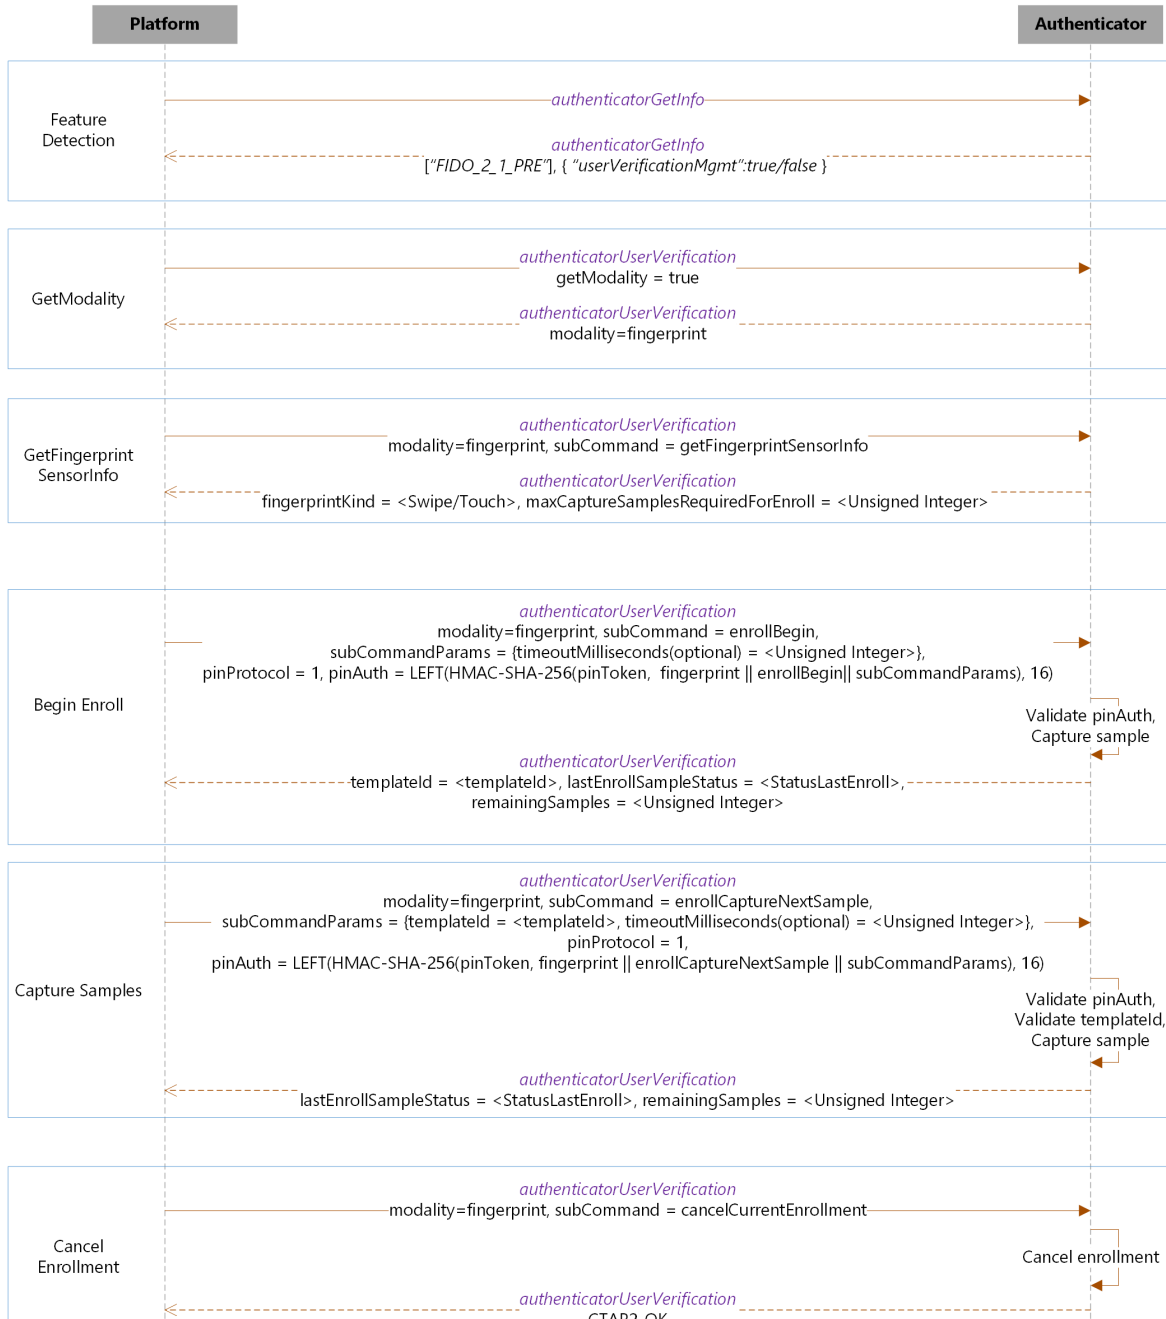 Platform
Authenticator
Feature
Detection
authenticatorGetInfo
authenticatorGetInfo
[“FIDO_2_1_PRE”], { “userVerificationMgmt”:true/false }
GetModality
authenticatorUserVerification
getModality = true
authenticatorUserVerification
modality=fingerprint
GetFingerprint
SensorInfo
authenticatorUserVerification
modality=fingerprint, subCommand = getFingerprintSensorInfo
authenticatorUserVerification
fingerprintKind = <Swipe/Touch>, maxCaptureSamplesRequiredForEnroll = <Unsigned Integer>
Begin Enroll
authenticatorUserVerification
modality=fingerprint, subCommand = enrollBegin,
subCommandParams = {timeoutMilliseconds(optional) = <Unsigned Integer>},
pinProtocol = 1, pinAuth = LEFT(HMAC-SHA-256(pinToken,  fingerprint || enrollBegin|| subCommandParams), 16)
Validate pinAuth,
Capture sample
authenticatorUserVerification
templateId = <templateId>, lastEnrollSampleStatus = <StatusLastEnroll>,
remainingSamples = <Unsigned Integer>
Capture Samples
authenticatorUserVerification
modality=fingerprint, subCommand = enrollCaptureNextSample,
subCommandParams = {templateId = <templateId>, timeoutMilliseconds(optional) = <Unsigned Integer>},
pinProtocol = 1,
pinAuth = LEFT(HMAC-SHA-256(pinToken, fingerprint || enrollCaptureNextSample || subCommandParams), 16)
Validate pinAuth,
Validate templateId,
Capture sample
authenticatorUserVerification
lastEnrollSampleStatus = <StatusLastEnroll>, remainingSamples = <Unsigned Integer>
Cancel
Enrollment
authenticatorUserVerification
modality=fingerprint, subCommand = cancelCurrentEnrollment
Cancel enrollment
authenticatorUserVerification